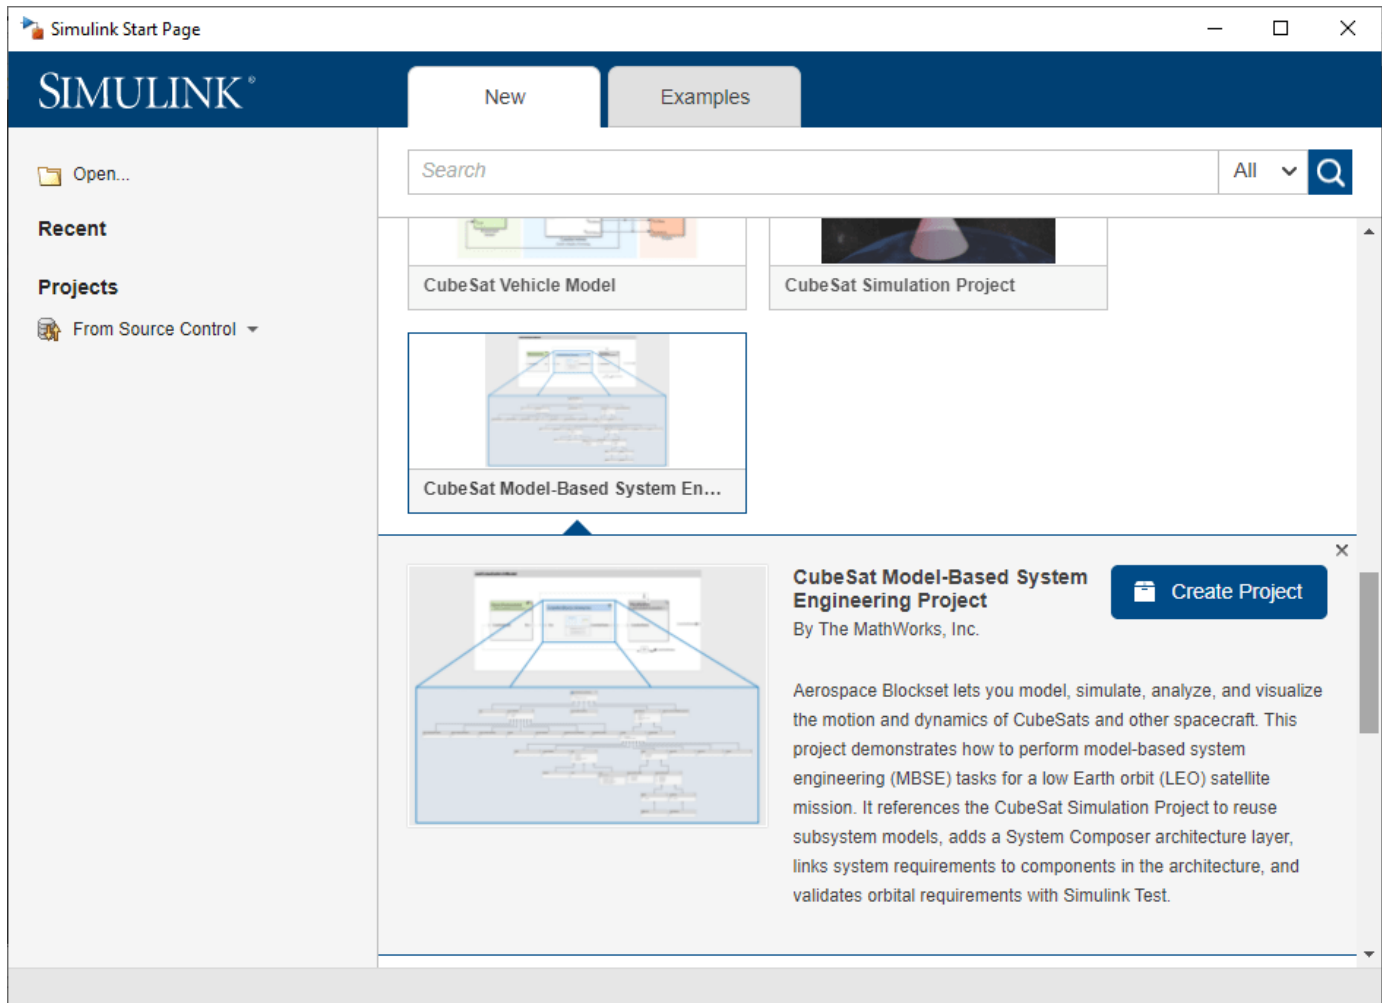 Simulink Start Page
SIMULINK®
New
Examples
Open...
Recent
Projects
From Source Control
Search
All
CubeSat Vehicle Model
CubeSat Simulation Project
CubeSat Model-Based System En...
CubeSat Model-Based System
Engineering Project
By The MathWorks, Inc.
Create Project
Aerospace Blockset lets you model, simulate, analyze, and visualize
the motion and dynamics of CubeSats and other spacecraft. This
project demonstrates how to perform model-based system
engineering (MBSE) tasks for a low Earth orbit (LEO) satellite
mission. It references the CubeSat Simulation Project to reuse
subsystem models, adds a System Composer architecture layer,
links system requirements to components in the architecture, and
validates orbital requirements with Simulink Test.